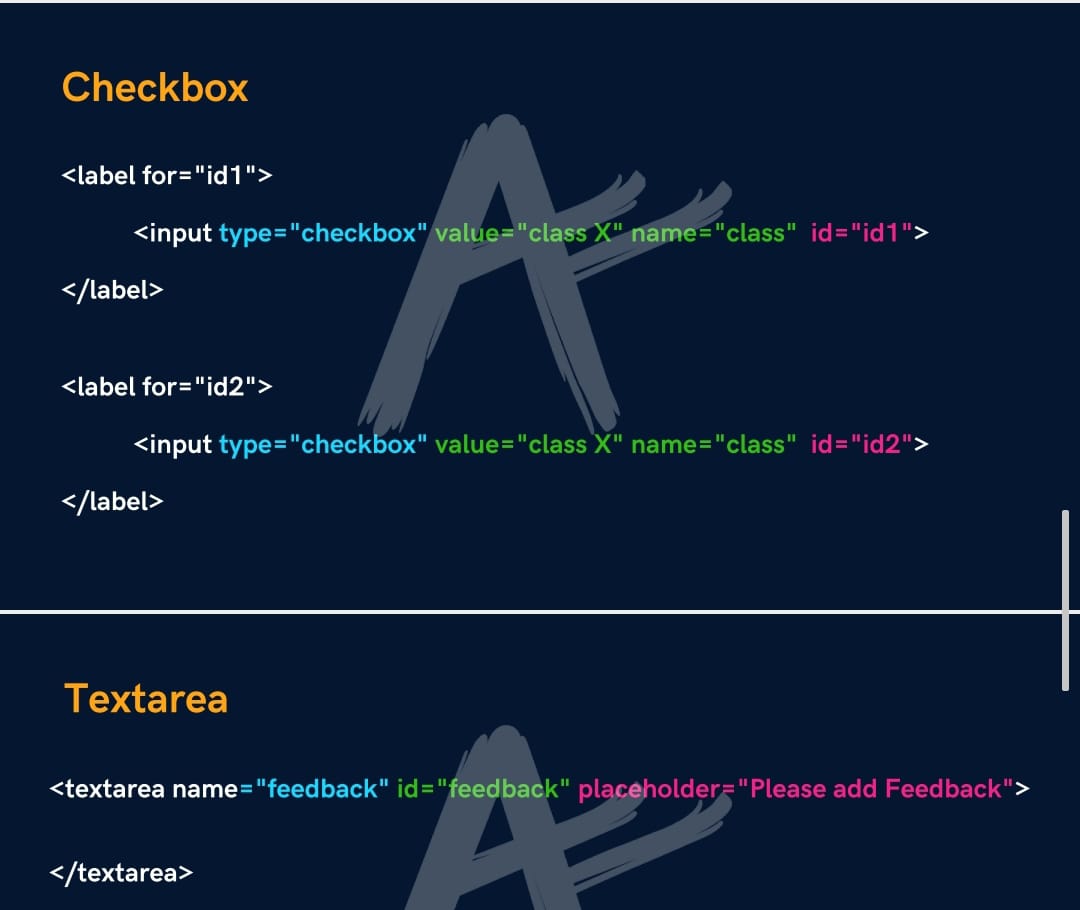 Checkbox
<label for="id1">
<input type="checkbox" value="class X" name="class" id="id1">
</label>
<label for="id2">
<input type="checkbox" value="class X" name="class" id="id2">
</label>
Textarea
<textarea name="feedback" id="feedback" placeholder="Please add Feedback">
</textarea>